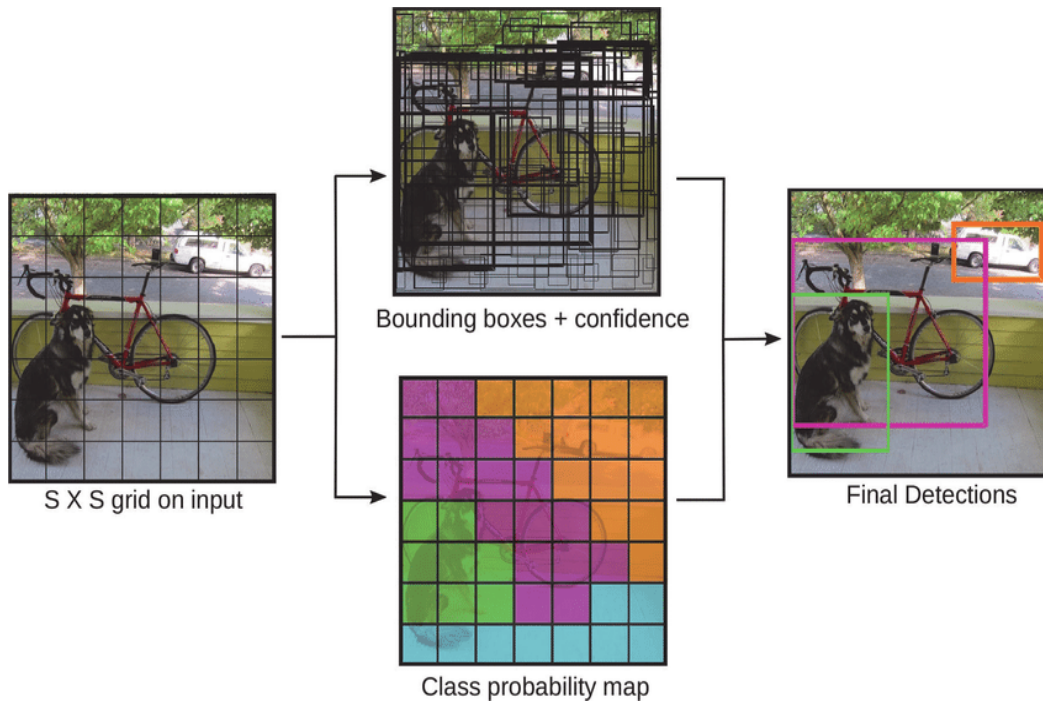 S X S grid on input
Bounding boxes + confidence
Class probability map
Final Detections